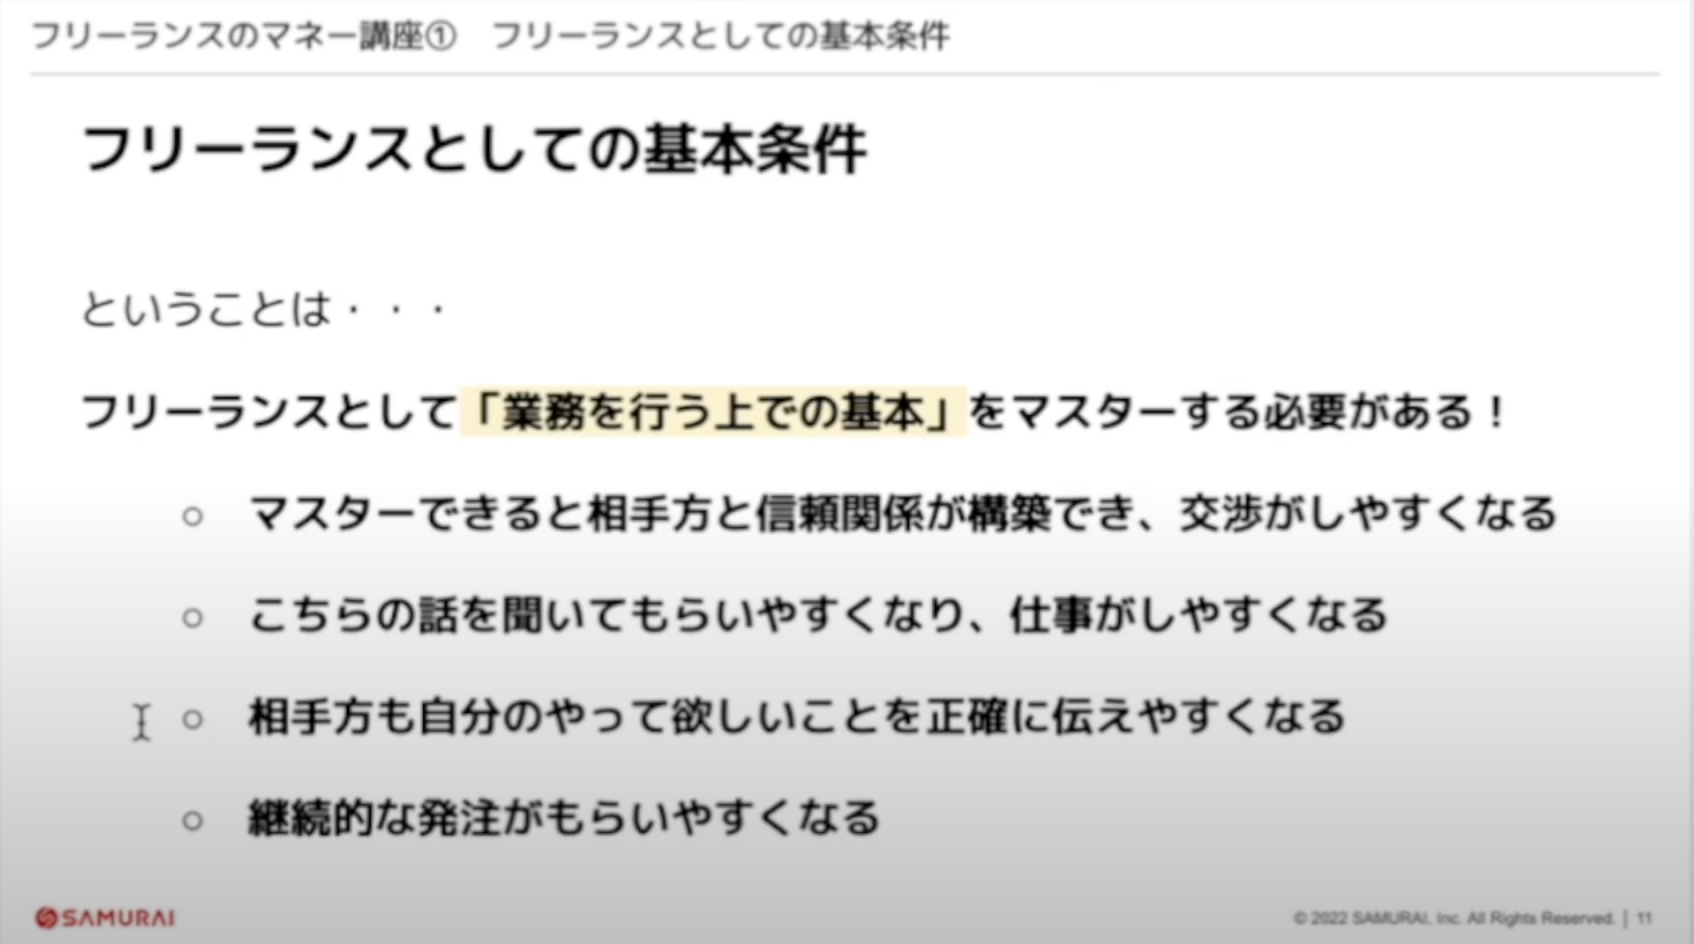 フリーランスのマネー講座① フリーランスとしての基本条件
フリーランスとしての基本条件
ということは・・・
フリーランスとして「業務を行う上での基本」をマスターする必要がある！
○ マスターできると相手方と信頼関係が構築でき、交渉がしやすくなる
○ こちらの話を聞いてもらいやすくなり、仕事がしやすくなる
○ 相手方も自分のやって欲しいことを正確に伝えやすくなる
○ 継続的な発注がもらいやすくなる
SAMURAI
© 2022 SAMURAI, Inc. All Rights Reserved. | 11